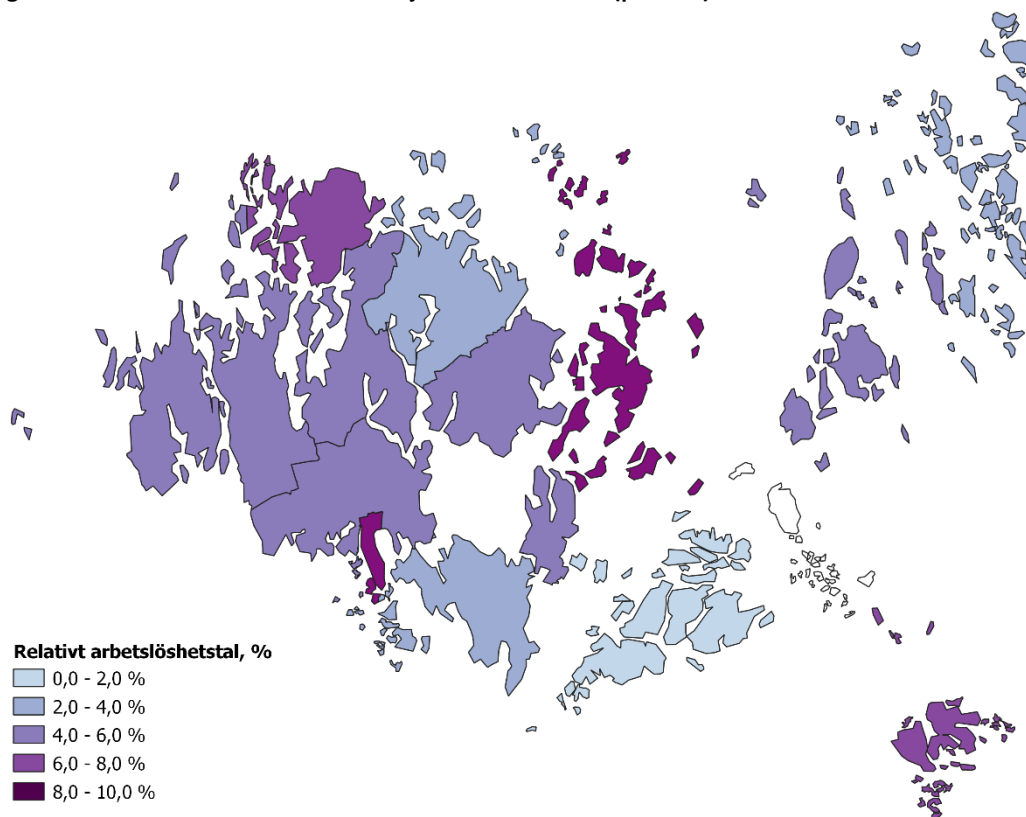 Relativt arbetslöshetstal, %
0,0 - 2,0 %
2,0 - 4,0 %
4,0 - 6,0 %
6,0 - 8,0 %
8,0 - 10,0 %